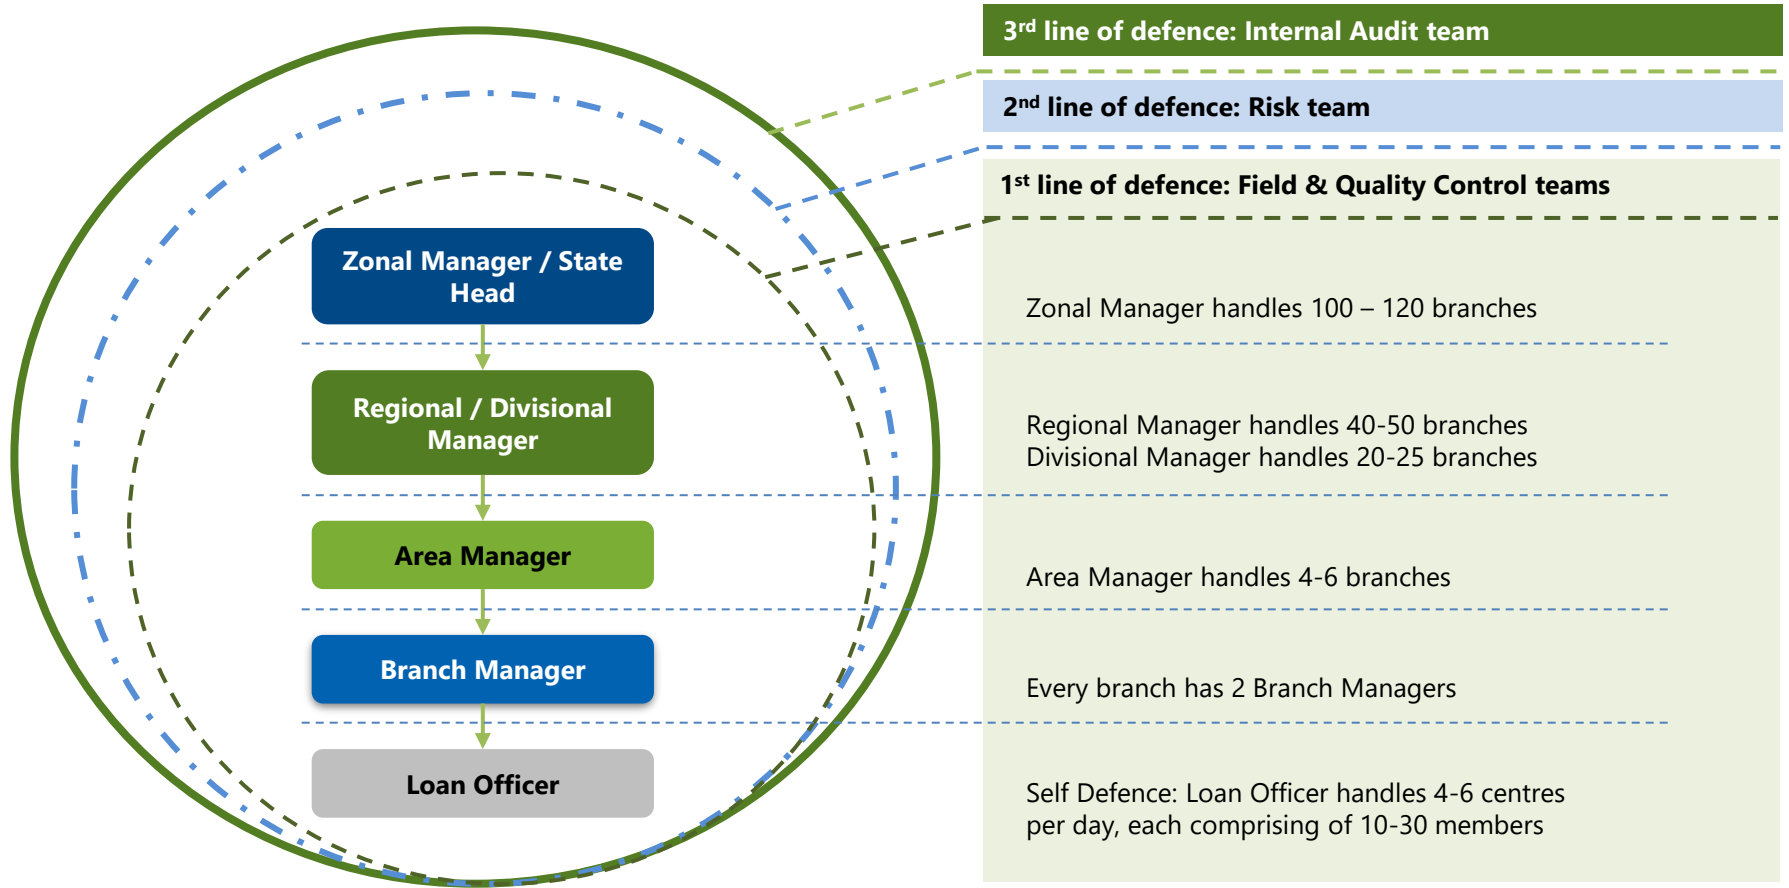 3rd line of defence: Internal Audit team
2nd line of defence: Risk team
1st line of defence: Field & Quality Control teams
Zonal Manager / State
Head
Zonal Manager handles 100 – 120 branches
Regional / Divisional
Manager
Regional Manager handles 40-50 branches
Divisional Manager handles 20-25 branches
Area Manager
Area Manager handles 4-6 branches
Branch Manager
Every branch has 2 Branch Managers
Loan Officer
Self Defence: Loan Officer handles 4-6 centres
per day, each comprising of 10-30 members